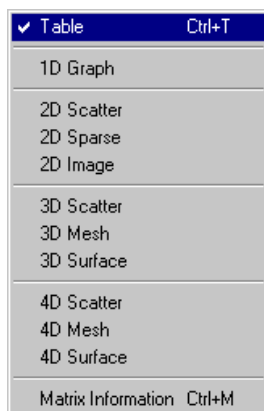 Table Ctrl+T
1D Graph
2D Scatter
2D Sparse
2D Image
3D Scatter
3D Mesh
3D Surface
4D Scatter
4D Mesh
4D Surface
Matrix Information Ctrl+M